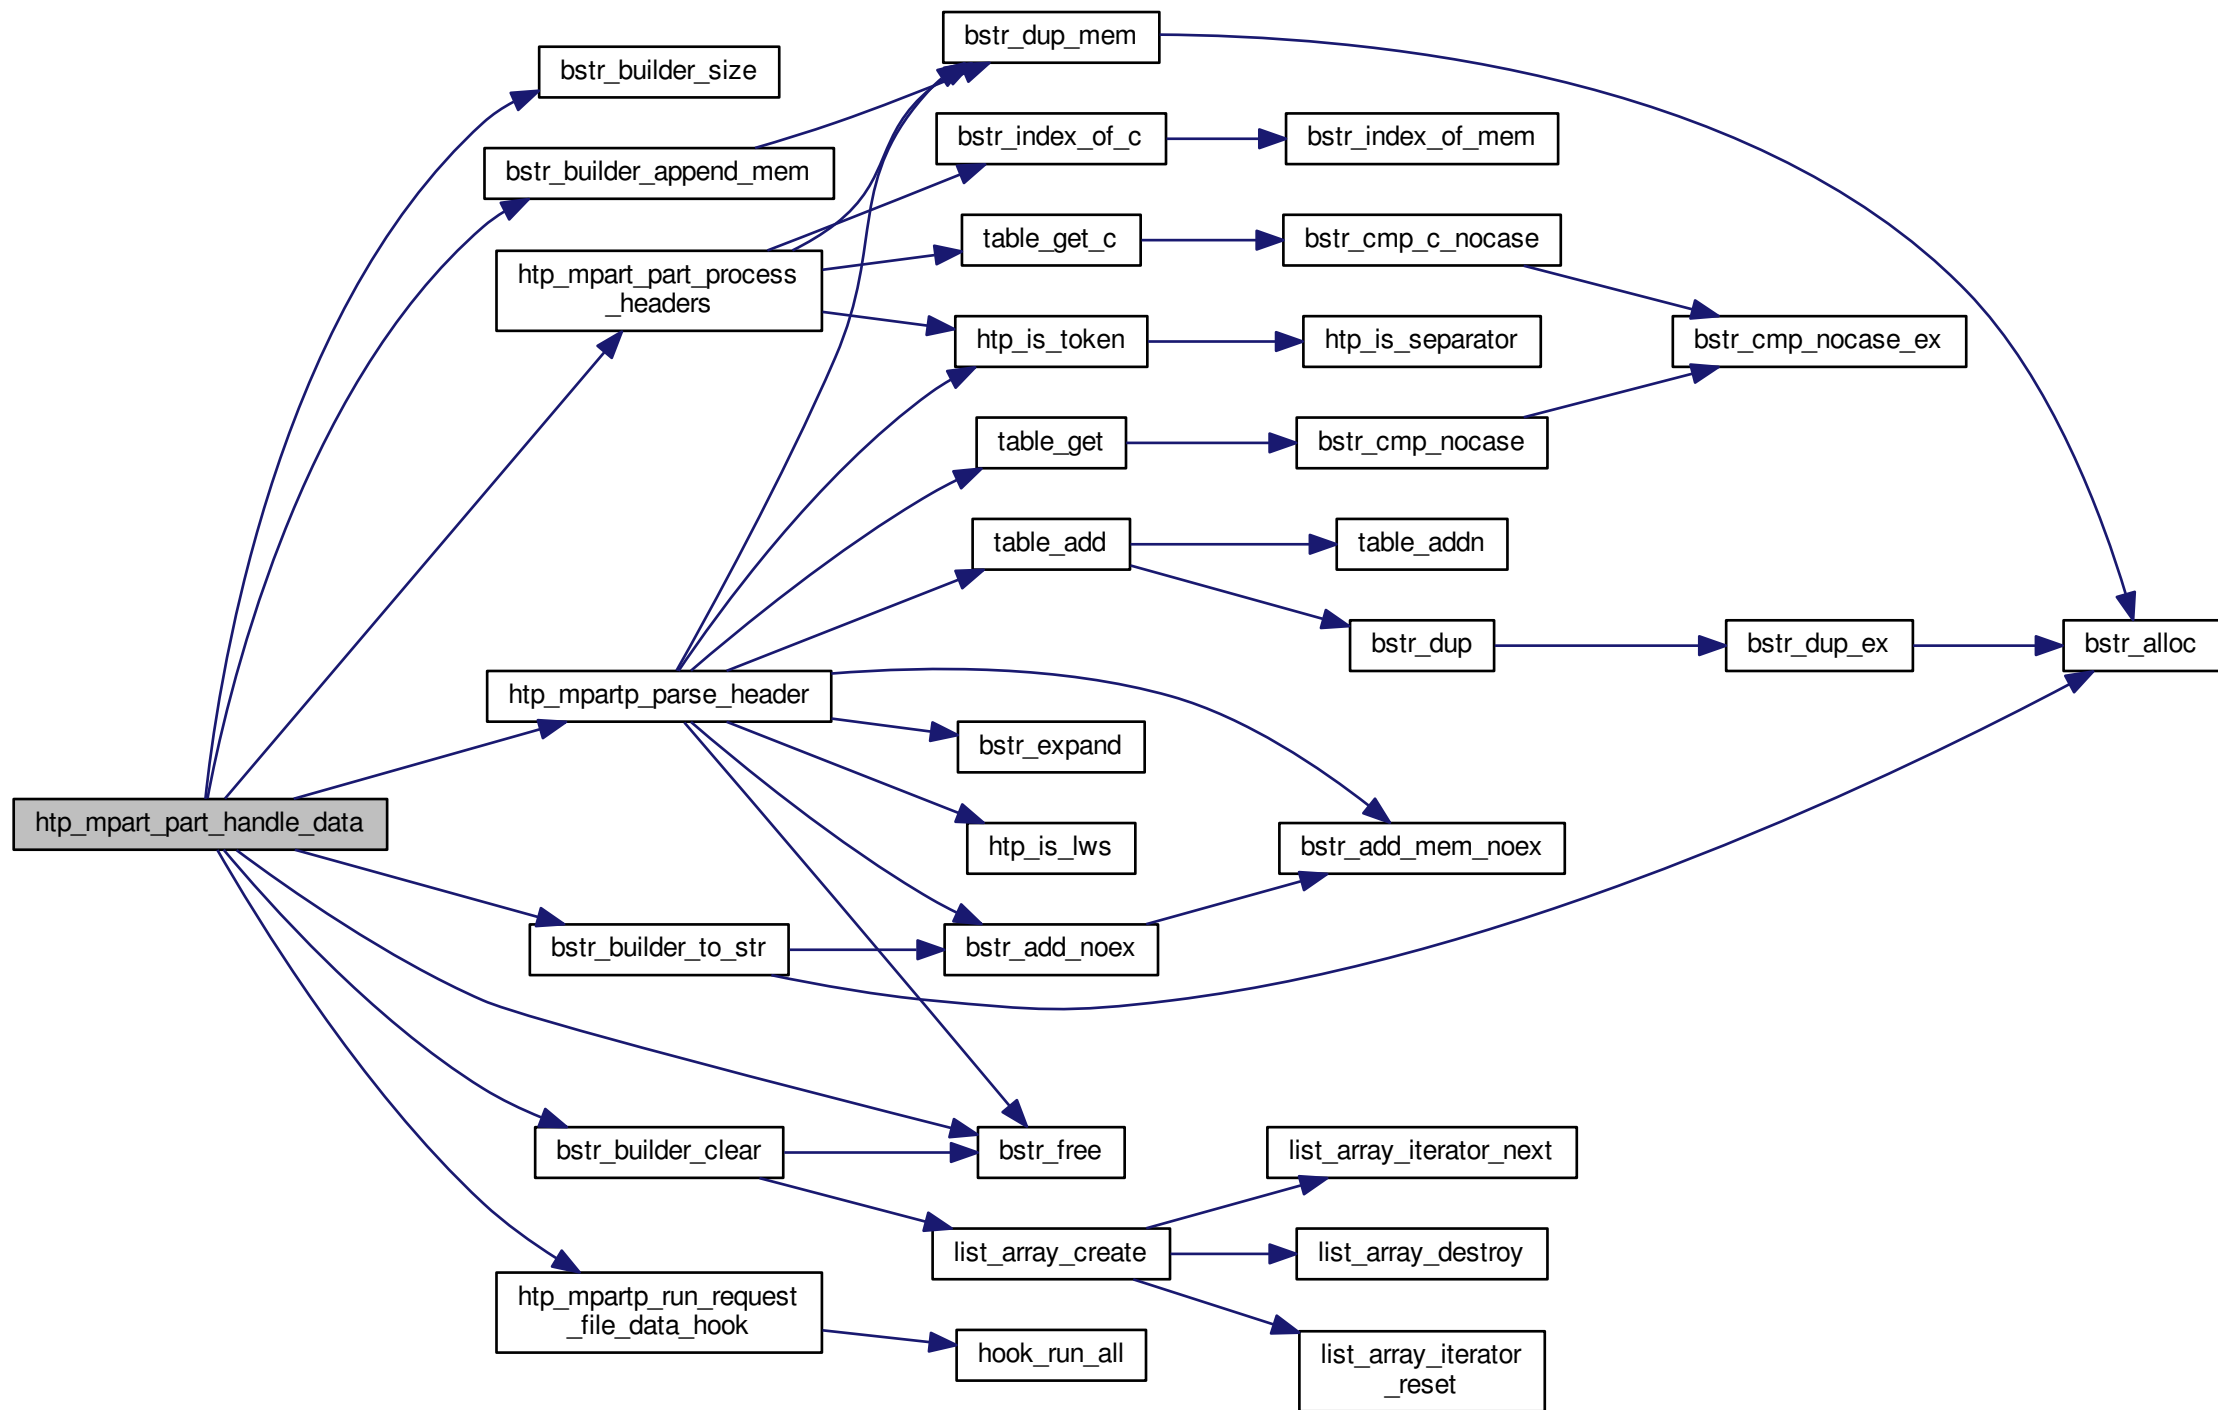 bstr_dup_mem
bstr_builder_size
bstr_index_of_c
bstr_index_of_mem
bstr_builder_append_mem
table_get_c
bstr_cmp_c_nocase
htp_mpart_part_process
_headers
htp_is_token
htp_is_separator
bstr_cmp_nocase_ex
table_get
bstr_cmp_nocase
table_add
table_addn
bstr_dup
bstr_dup_ex
bstr_alloc
htp_mpartp_parse_header
bstr_expand
htp_mpart_part_handle_data
htp_is_lws
bstr_add_mem_noex
bstr_builder_to_str
bstr_add_noex
bstr_builder_clear
bstr_free
list_array_iterator_next
list_array_create
list_array_destroy
htp_mpartp_run_request
_file_data_hook
hook_run_all
list_array_iterator
_reset